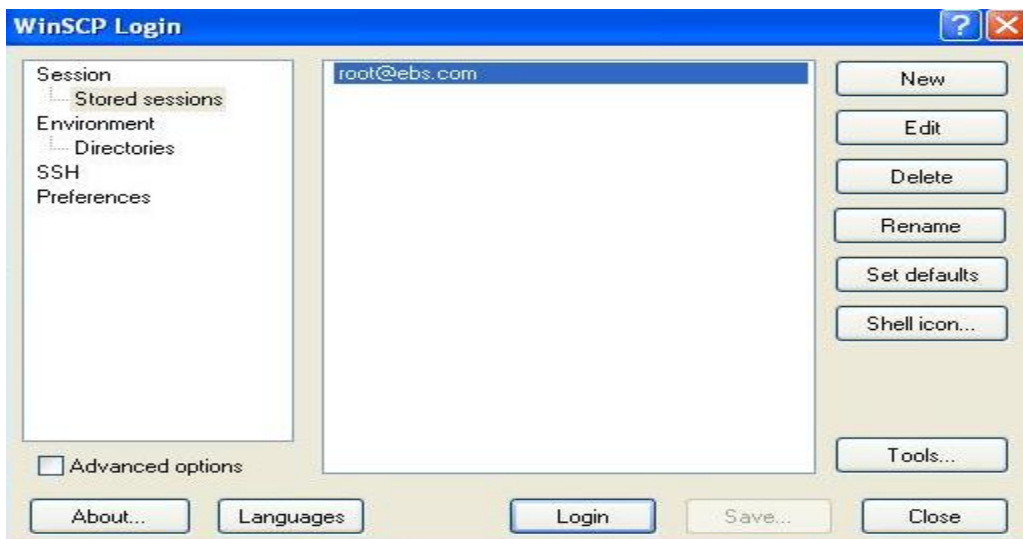 WinSCP Login
Session
Stored sessions
Environment
Directories
SSH
Preferences
Advanced options
root@ebs.com
New
Edit
Delete
Rename
Set defaults
Shell icon...
Tools...
About...
Languages
Login
Save...
Close